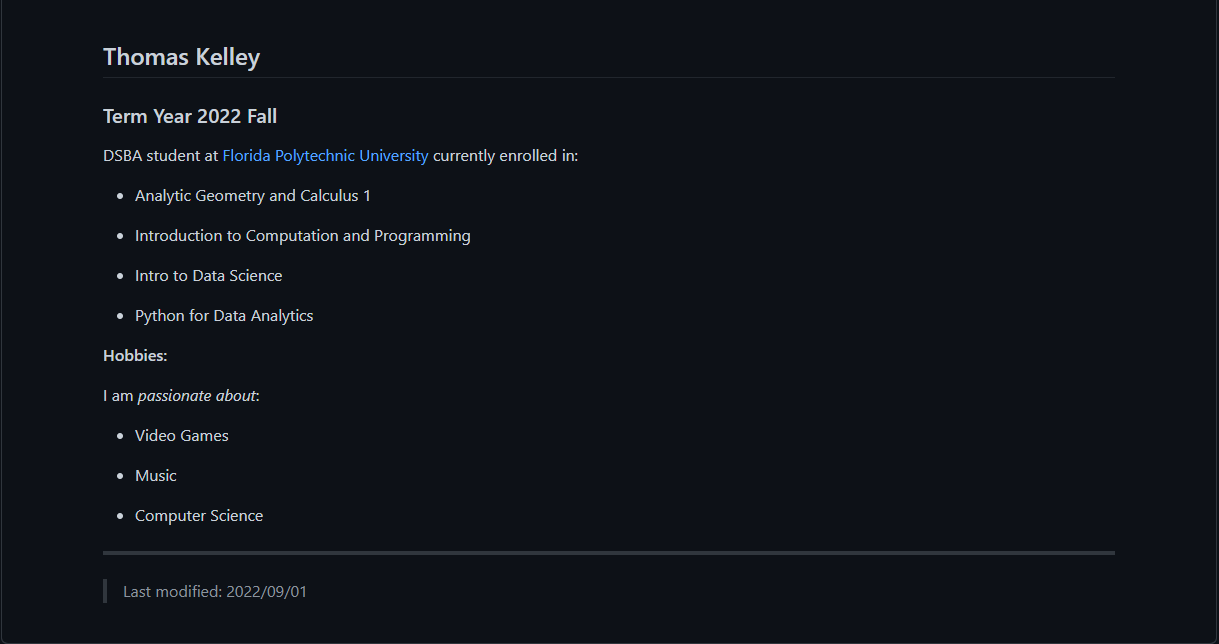 Thomas Kelley
Term Year 2022 Fall
DSBA student at Florida Polytechnic University currently enrolled in:
Analytic Geometry and Calculus 1
Introduction to Computation and Programming
Intro to Data Science
Python for Data Analytics
Hobbies:
I am passionate about:
Video Games
Music
Computer Science
Last modified: 2022/09/01